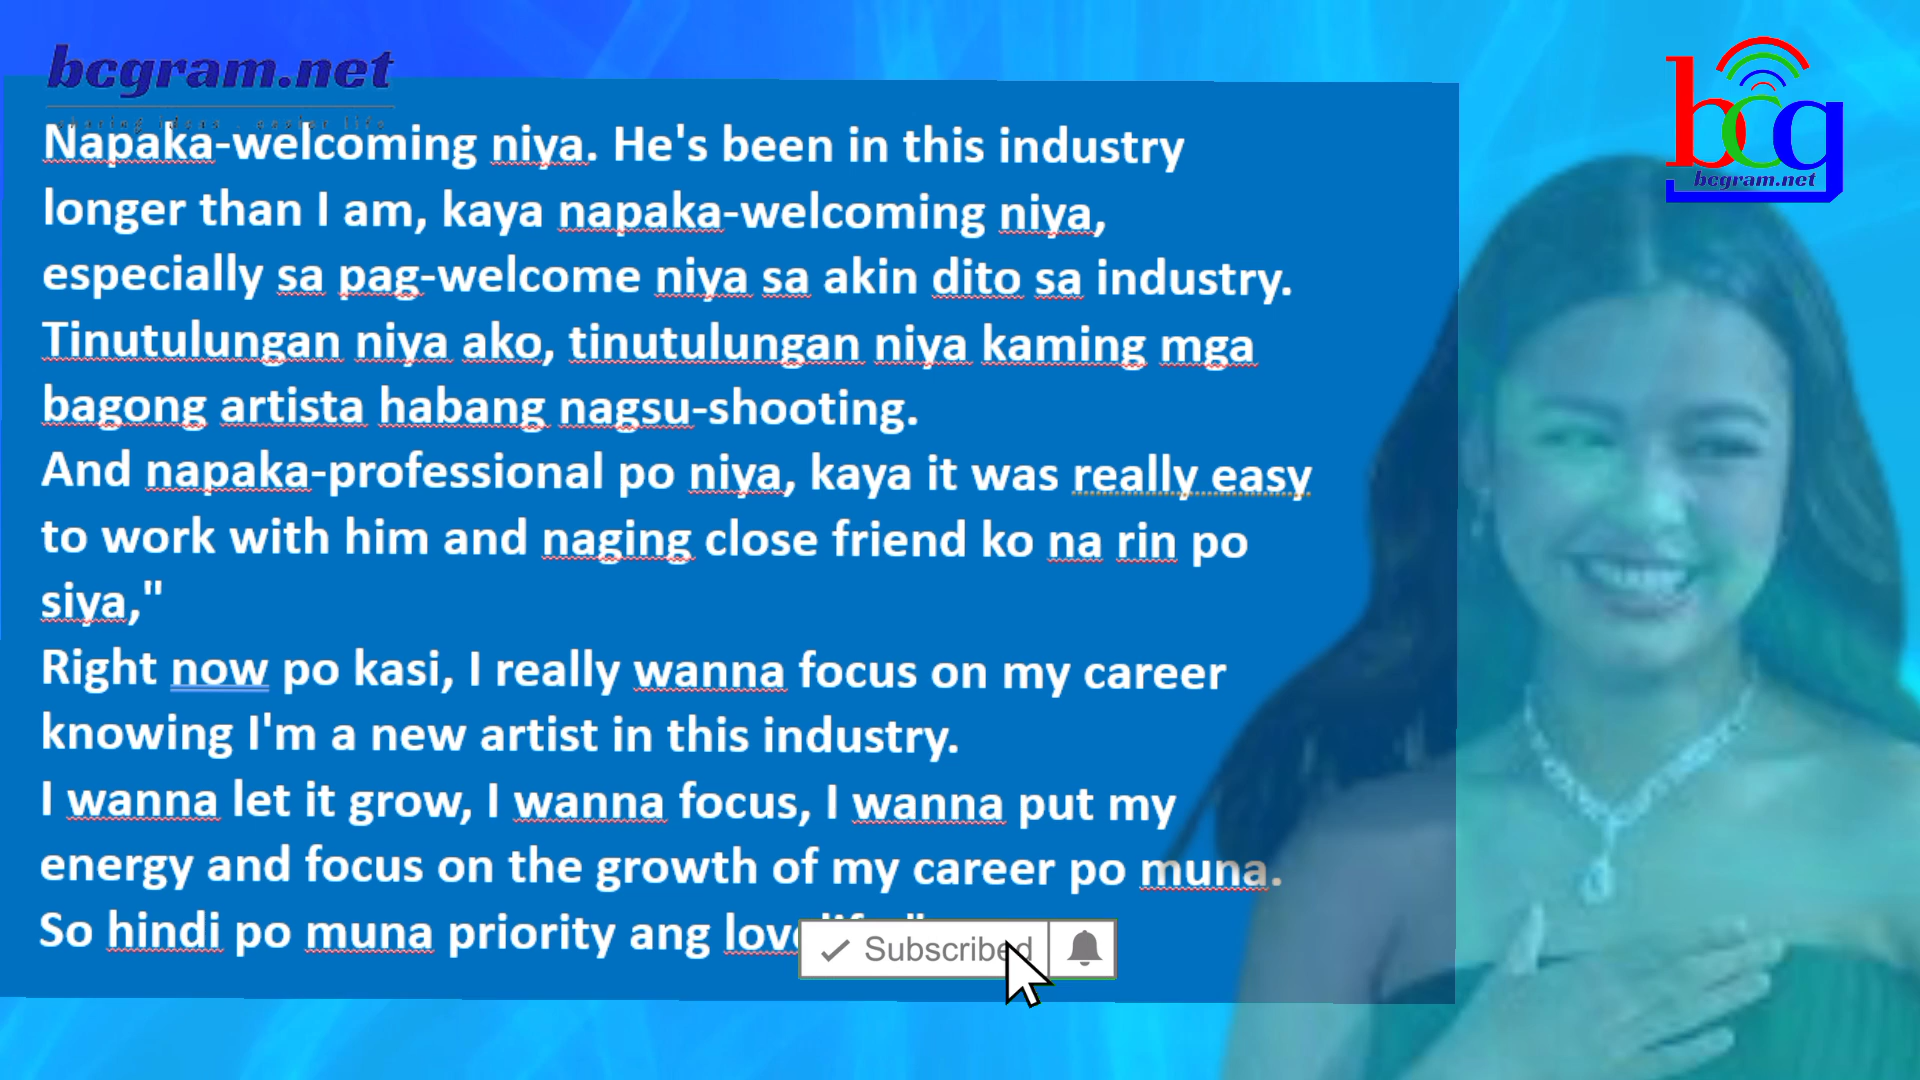 bcgram.net
sharing ideas . easier life
bcg
bcgram.net
Napaka-welcoming niya. He's been in this industry
longer than I am, kaya napaka-welcoming niya,
especially sa pag-welcome niya sa akin dito sa industry.
Tinutulungan niya ako, tinutulungan niya kaming mga
bagong artista habang nagsu-shooting.
And napaka-professional po niya, kaya it was really easy
to work with him and naging close friend ko na rin po
siya,"
Right now po kasi, I really wanna focus on my career
knowing I'm a new artist in this industry.
I wanna let it grow, I wanna focus, I wanna put my
energy and focus on the growth of my career po muna.
So hindi po muna priority ang
Subscribed